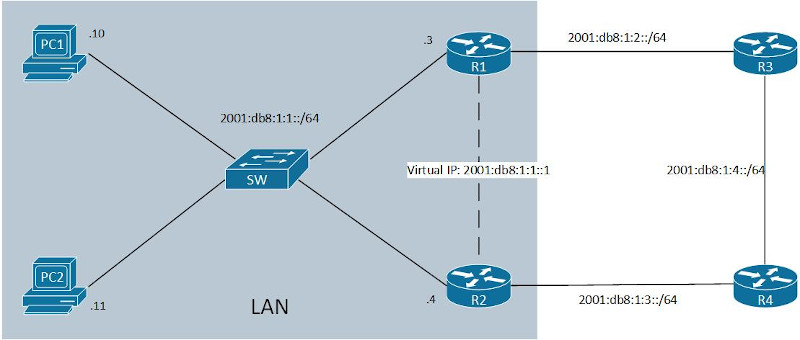 PC1
.10
.3
R1
2001:db8:1:2::/64
R3
2001:db8:1:1::/64
SW
Virtual IP: 2001:db8:1:1::1
2001:db8:1:4::/64
PC2
.11
LAN
.4
R2
2001:db8:1:3::/64
R4